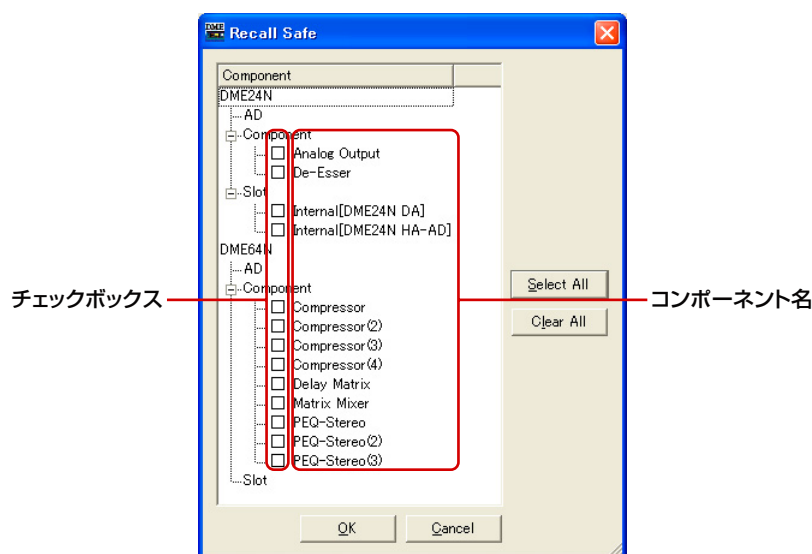 DME Recall Safe
Component
DME24N
AD
Component
Analog Output
De-Esser
Slot
Internal[DME24N DA]
Internal[DME24N HA-AD]
DME64N
AD
Component
Compressor
Compressor(2)
Compressor(3)
Compressor(4)
Delay Matrix
Matrix Mixer
PEQ-Stereo
PEQ-Stereo(2)
PEQ-Stereo(3)
Slot
チェックボックス
コンポーネント名
Select All
Clear All
OK Cancel